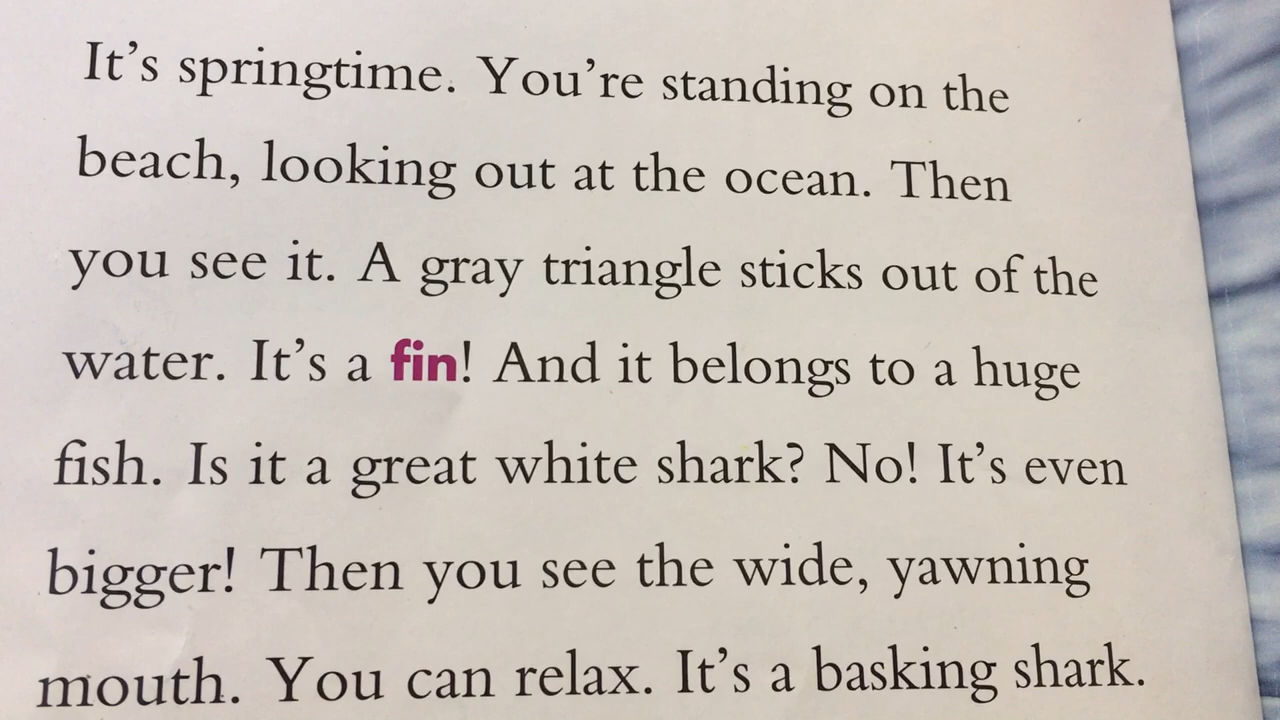 It's springtime. You're standing on the
beach, looking out at the ocean. Then
you see it. A gray triangle sticks out of the
water. It's a fin! And it belongs to a huge
fish. Is it a great white shark? No! It's even
bigger! Then you see the wide, yawning
mouth. You can relax. It's a basking shark.